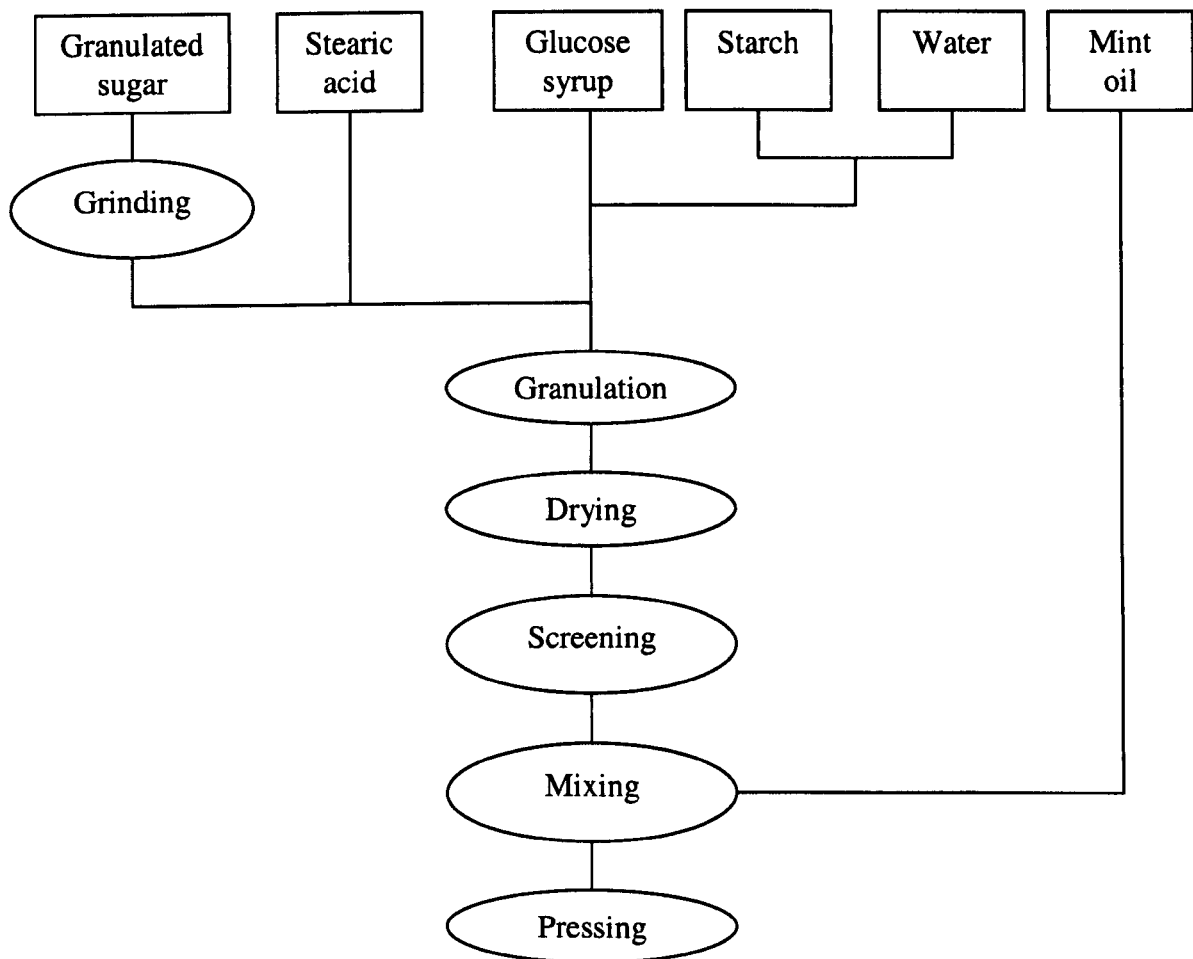 Granulated
sugar
Stearic
acid
Glucose
syrup
Starch
Water
Mint
oil
Grinding
Granulation
Drying
Screening
Mixing
Pressing